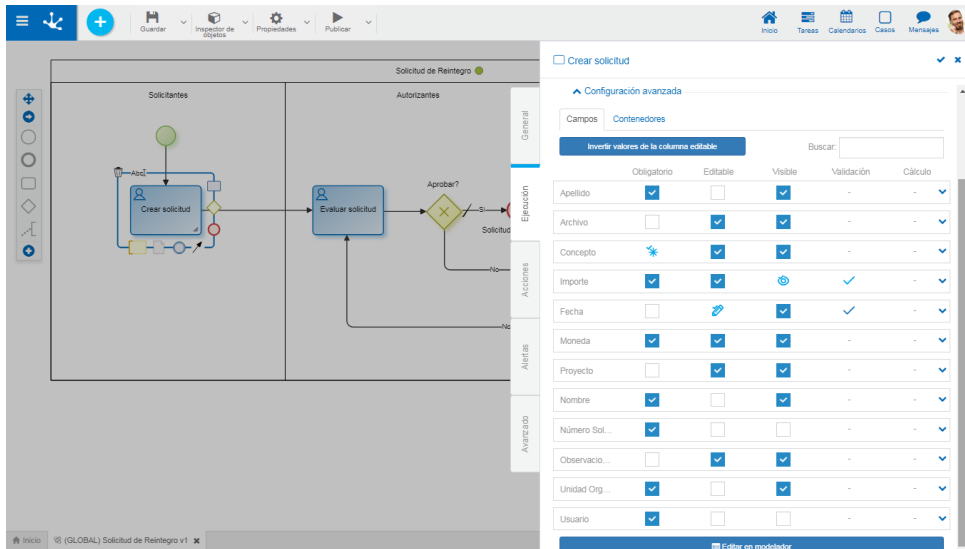 Guardar
Inspector de objetos
Propiedades
Publicar
Inicio
Tareas
Calendarios
Casos
Mensajes
Solicitud de Reintegro
Solicitantes
Autorizantes
Abc
Crear solicitud
Evaluar solicitud
Aprobar?
Si
Solicitud
No
No
General
Ejecución
Acciones
Alertas
Avanzado
Crear solicitud
Configuración avanzada
Campos Contenedores
Invertir valores de la columna editable Buscar:
Obligatorio Editable Visible Validación Cálculo
Apellido - -
Archivo - -
Concepto - -
Importe -
Fecha -
Moneda - -
Proyecto - -
Nombre - -
Número Sol... - -
Observacio... - -
Unidad Org... - -
Usuario - -
Editar en modelador
Inicio (GLOBAL) Solicitud de Reintegro v1